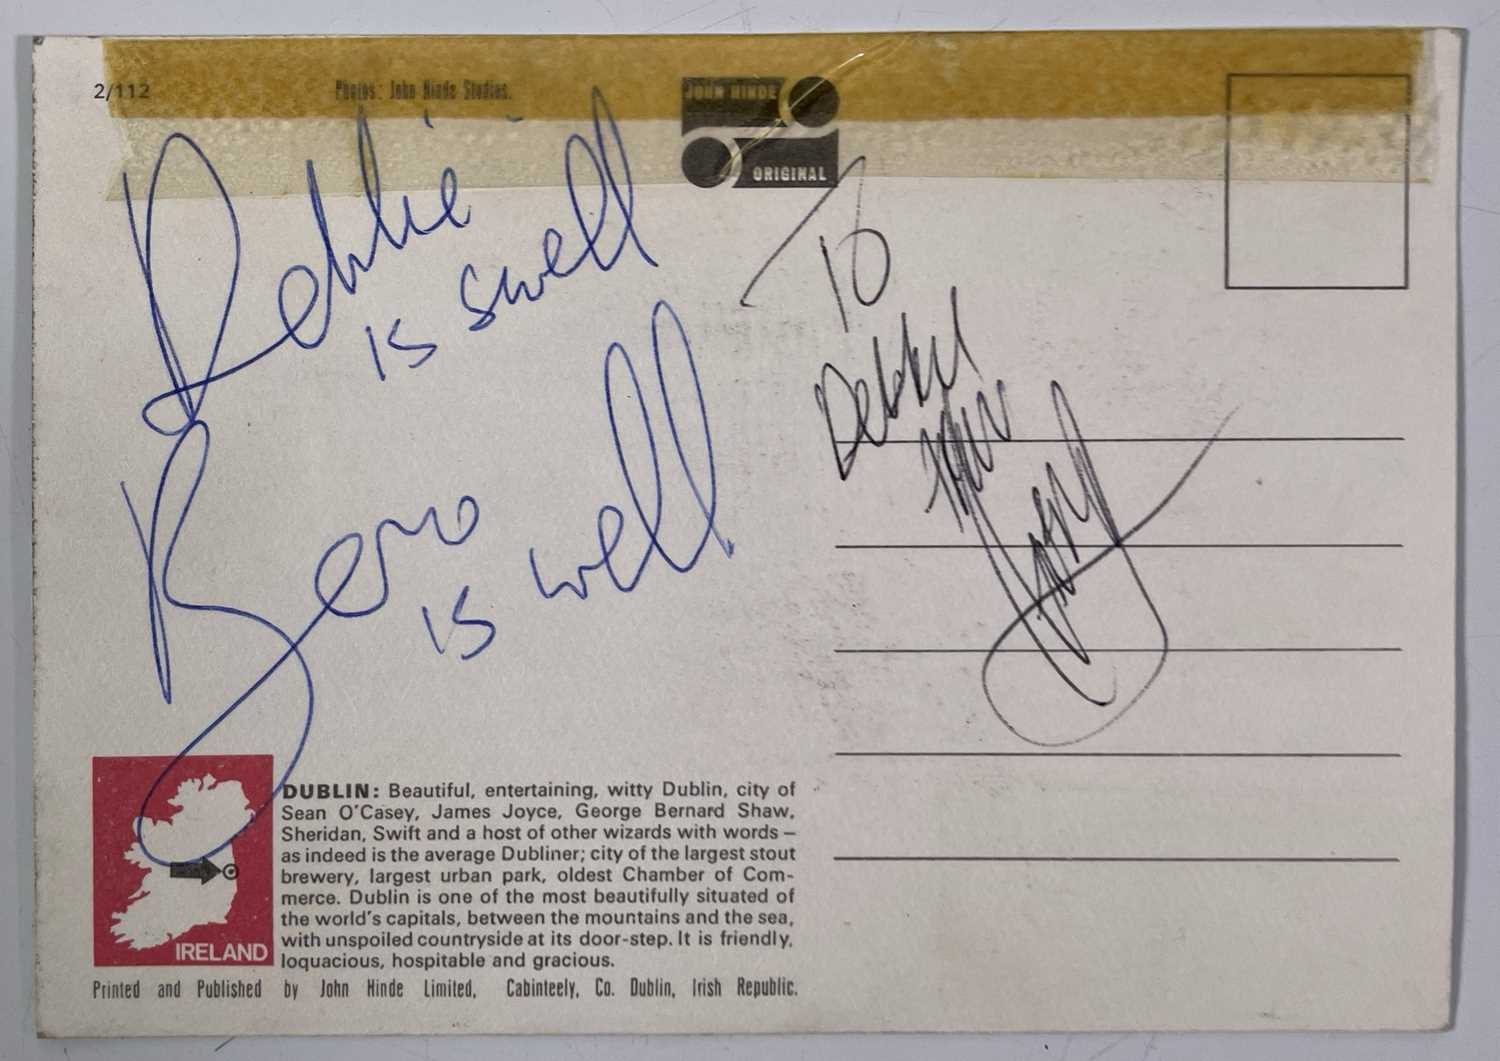 2/112
Photos: John Hinde Studios.
JOHN HINDE
ORIGINAL
Debbie
is swell
Bono
is well
To
Debbie
DUBLIN: Beautiful, entertaining, witty Dublin, city of
Sean O'Casey, James Joyce, George Bernard Shaw,
Sheridan, Swift and a host of other wizards with words –
as indeed is the average Dubliner; city of the largest stout
brewery, largest urban park, oldest Chamber of Com-
merce. Dublin is one of the most beautifully situated of
the world's capitals, between the mountains and the sea,
with unspoiled countryside at its door-step. It is friendly,
loquacious, hospitable and gracious.
IRELAND
Printed and Published by John Hinde Limited, Cabinteely, Co. Dublin, Irish Republic.